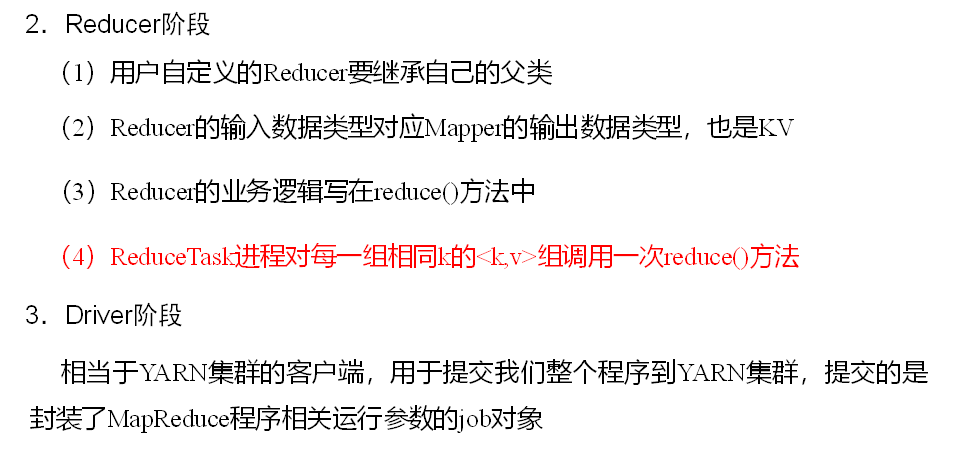 2．Reducer阶段
（1）用户自定义的Reducer要继承自己的父类
（2）Reducer的输入数据类型对应Mapper的输出数据类型，也是KV
（3）Reducer的业务逻辑写在reduce()方法中
（4）ReduceTask进程对每一组相同k的<k,v>组调用一次reduce()方法
3．Driver阶段
相当于YARN集群的客户端，用于提交我们整个程序到YARN集群，提交的是
封装了MapReduce程序相关运行参数的job对象